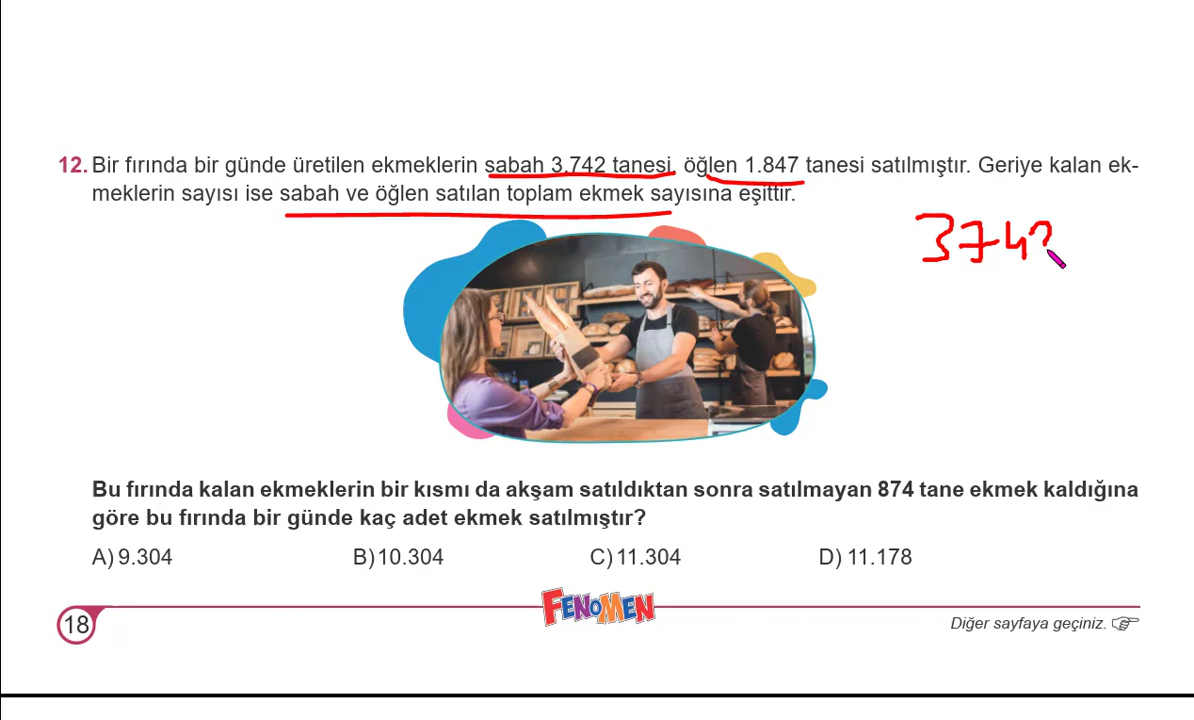 12. Bir fırında bir günde üretilen ekmeklerin sabah 3.742 tanesi, öğlen 1.847 tanesi satılmıştır. Geriye kalan ek-
meklerin sayısı ise sabah ve öğlen satılan toplam ekmek sayısına eşittir.
374?
Bu fırında kalan ekmeklerin bir kısmı da akşam satıldıktan sonra satılmayan 874 tane ekmek kaldığına
göre bu fırında bir günde kaç adet ekmek satılmıştır?
A) 9.304 B) 10.304 C) 11.304 D) 11.178
FENOMEN
18 Diğer sayfaya geçiniz.